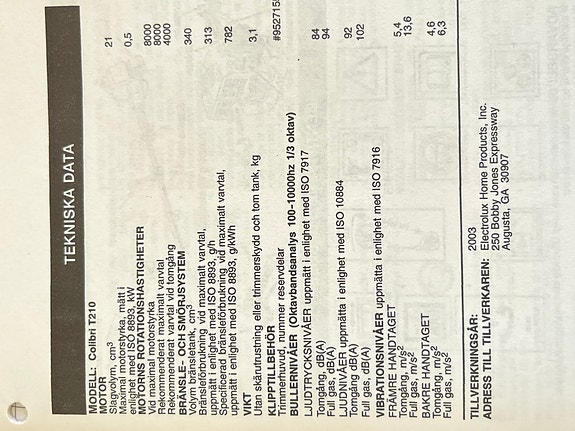 TEKNISKA DATA
MODELL: Colibri T210
MOTOR
Slagvolym, cm³ 21
Maximal motorstyrka, mätt i
enlighet med ISO 8893, kW 0,5
MOTORNS ROTATIONSHASTIGHETER
Vid maximal motorstyrka 8000
Rekommenderat maximalt varvtal 8000
Rekommenderat varvtal vid tomgång 4000
BRÄNSLE- OCH SMÖRJSYSTEM
Volym bränsletank, cm³ 340
Bränsleförbrukning vid maximalt varvtal,
uppmätt i enlighet med ISO 8893, g/h 313
Specificerad bränsleförbrukning vid maximalt varvtal,
uppmätt i enlighet med ISO 8893, g/kWh 782
VIKT
Utan skärutrustning eller trimmerskydd och tom tank, kg 3,1
KLIPPTILLBEHÖR
Trimmerhuvud, nummer reservdelar
BULLERNIVÅER (Oktavbandsanalys 100-10000hz 1/3 oktav)
LJUDTRYCKSNIVÅER uppmätt i enlighet med ISO 7917
Tomgång, dB(A) 84
Full gas, dB(A) 94
LJUDNIVÅER uppmätta i enlighet med ISO 10884
Tomgång dB(A) 92
Full gas, dB(A) 102
VIBRATIONSNIVÅER uppmätta i enlighet med ISO 7916
FRÄMRE HANDTAGET
Tomgång, m/s² 5,4
Full gas, m/s² 13,6
BAKRE HANDTAGET
Tomgång, m/s² 4,6
Full gas, m/s² 6,3
TILLVERKNINGSÅR: 2003
ADRESS TILL TILLVERKAREN: Electrolux Home Products, Inc.
250 Bobby Jones Expressway
Augusta, GA 30907